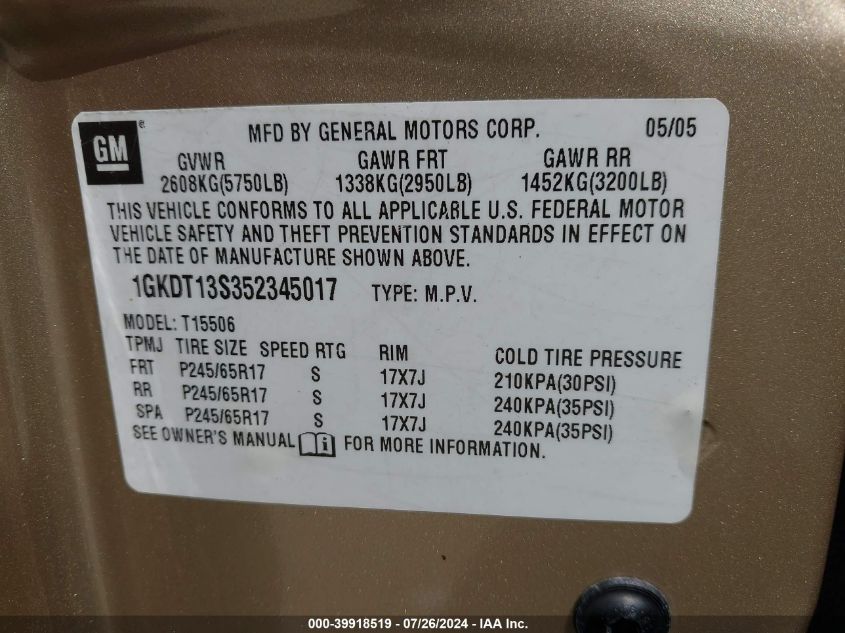 GM ® MFD BY GENERAL MOTORS CORP. 05/05
GVWR GAWR FRT GAWR RR
2608KG(5750LB) 1338KG(2950LB) 1452KG(3200LB)
THIS VEHICLE CONFORMS TO ALL APPLICABLE U.S. FEDERAL MOTOR
VEHICLE SAFETY AND THEFT PREVENTION STANDARDS IN EFFECT ON
THE DATE OF MANUFACTURE SHOWN ABOVE.
1GKDT13S352345017 TYPE: M.P.V.
MODEL: T15506
TPMJ TIRE SIZE SPEED RTG RIM COLD TIRE PRESSURE
FRT P245/65R17 S 17X7J 210KPA(30PSI)
RR P245/65R17 S 17X7J 240KPA(35PSI)
SPA P245/65R17 S 17X7J 240KPA(35PSI)
SEE OWNER'S MANUAL i FOR MORE INFORMATION.
000-39918519 - 07/26/2024 - IAA Inc.